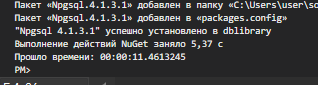 Пакет «Npgsql.4.1.3.1» добавлен в папку «C:\Users\user\so
Пакет «Npgsql.4.1.3.1» добавлен в «packages.config»
"Npgsql 4.1.3.1" успешно установлено в dblibrary
Выполнение действий NuGet заняло 5,37 с
Прошло времени: 00:00:11.4613245
PM>